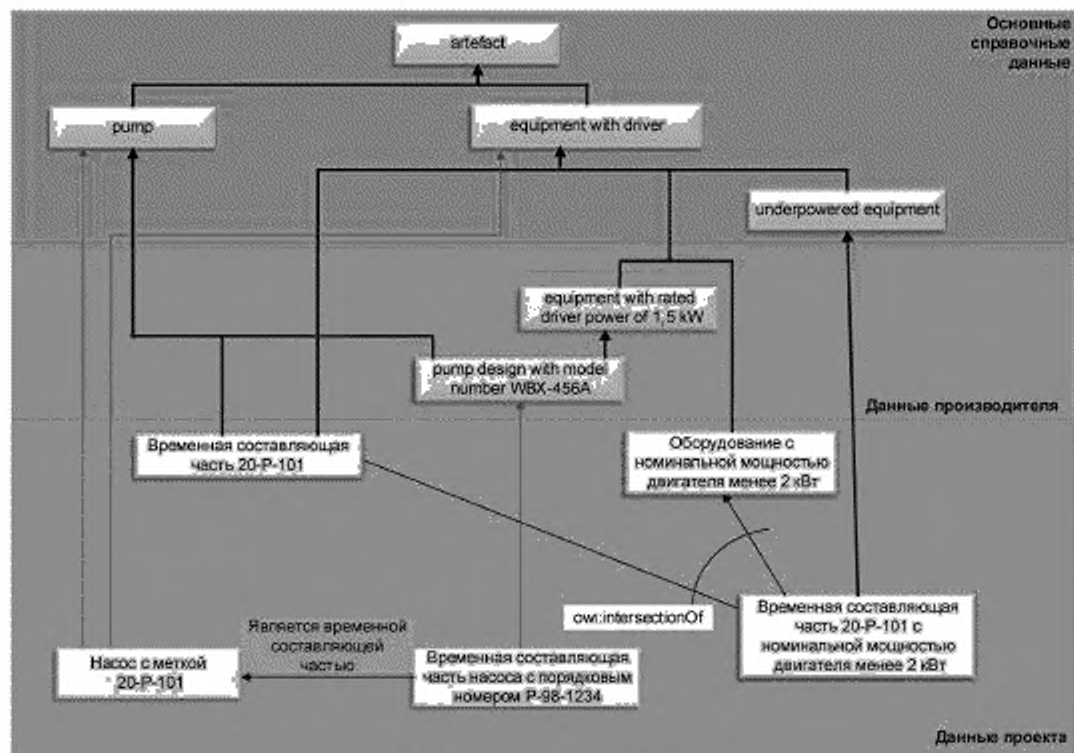 Основные
справочные
данные
artefact
pump
equipment with driver
underpowered equipment
equipment with rated
driver power of 1,5 kW
pump design with model
number WBX-456A
Данные производителя
Временная составляющая
часть 20-P-101
Оборудование с
номинальной мощностью
двигателя менее 2 кВт
owl:intersectionOf
Временная составляющая
часть 20-P-101 с
номинальной мощностью
двигателя менее 2 кВт
Является временной
составляющей
частью
Насос с меткой
20-P-101
Временная составляющая
часть насоса с порядковым
номером P-98-1234
Данные проекта